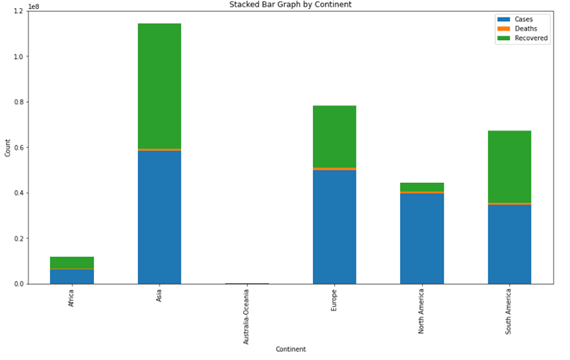 Stacked Bar Graph by Continent
1e8
1.2
1.0
0.8
0.6
0.4
0.2
0.0
Count
Cases
Deaths
Recovered
Africa
Asia
Australia-Oceania
Europe
North America
South America
Continent